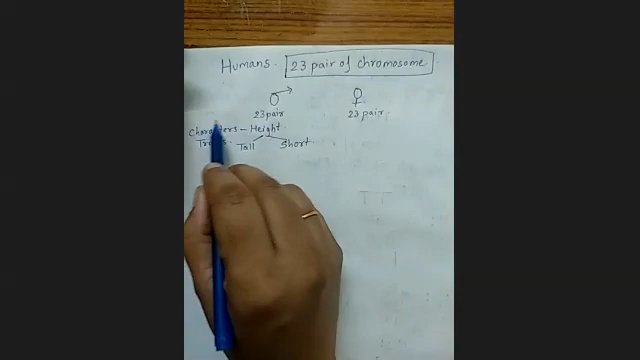 Humans. 23 pair of chromosome
23 pair 23 pair.
Characters - Height.
Tall Short.